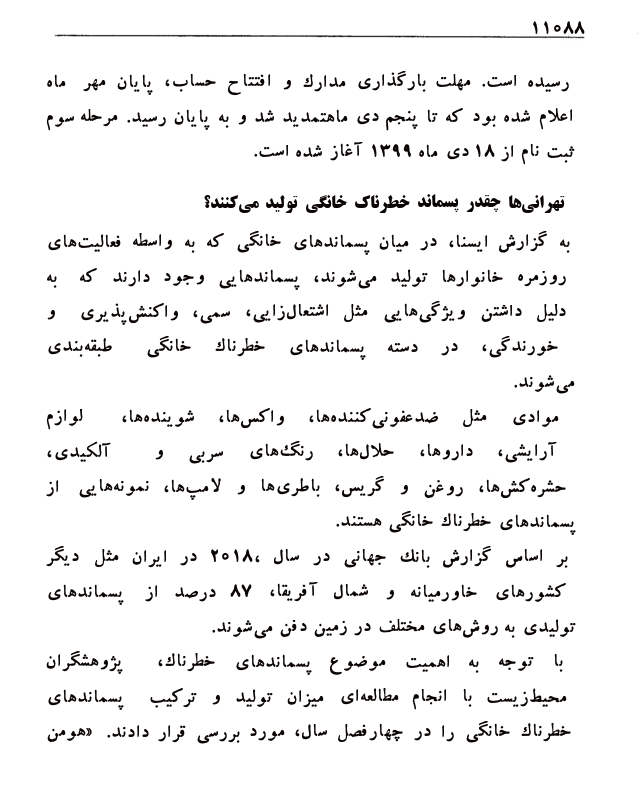 ۱۱۰۸۸
رسیده است. مهلت بارگذاری مدارك و افتتاح حساب، پایان مهر ماه
اعلام شده بود که تا پنجم دی ماهتمدید شد و به پایان رسید. مرحله سوم
ثبت نام از ۱۸ دی ماه ۱۳۹۹ آغاز شده است.
تهرانی‌ها چقدر پسماند خطرناك خانگی تولید می‌کنند؟
به گزارش ایسنا، در میان پسماندهای خانگی که به واسطه فعالیت‌های
روزمره خانوارها تولید می‌شوند، پسماندهایی وجود دارند که به
دلیل داشتن ویژگی‌هایی مثل اشتعال‌زایی، سمی، واکنش‌پذیری و
خورندگی، در دسته پسماندهای خطرناك خانگی طبقه‌بندی
می‌شوند.
موادی مثل ضدعفونی‌کننده‌ها، واکس‌ها، شوینده‌ها، لوازم
آرایشی، داروها، حلال‌ها، رنگ‌های سربی و آلکیدی،
حشره‌کش‌ها، روغن و گریس، باطری‌ها و لامپ‌ها، نمونه‌هایی از
پسماندهای خطرناك خانگی هستند.
بر اساس گزارش بانك جهانی در سال ۲۰۱۸، در ایران مثل دیگر
کشورهای خاورمیانه و شمال آفریقا، ۸۷ درصد از پسماندهای
تولیدی به روش‌های مختلف در زمین دفن می‌شوند.
با توجه به اهمیت موضوع پسماندهای خطرناك، پژوهشگران
محیط‌زیست با انجام مطالعه‌ای میزان تولید و ترکیب پسماندهای
خطرناك خانگی را در چهارفصل سال، مورد بررسی قرار دادند. «هومن